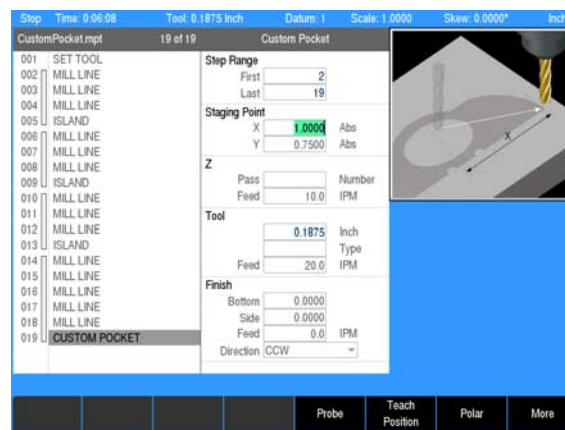 Stop Time: 0:06:08 Tool: 0.1875 Inch Datum: 1 Scale: 1.0000 Skew: 0.0000° Inch
CustomPocket.mpt 19 of 19 Custom Pocket
001 SET TOOL
002 MILL LINE
003 MILL LINE
004 MILL LINE
005 ISLAND
006 MILL LINE
007 MILL LINE
008 MILL LINE
009 ISLAND
010 MILL LINE
011 MILL LINE
012 MILL LINE
013 ISLAND
014 MILL LINE
015 MILL LINE
016 MILL LINE
017 MILL LINE
018 MILL LINE
019 CUSTOM POCKET
Step Range
First 2
Last 19
Staging Point
X 1.0000 Abs
Y 0.7500 Abs
Z
Pass Number
Feed 10.0 IPM
Tool
0.1875 Inch
Type
Feed 20.0 IPM
Finish
Bottom 0.0000
Side 0.0000
Feed 0.0 IPM
Direction CCW
X
Probe
Teach
Position
Polar
More